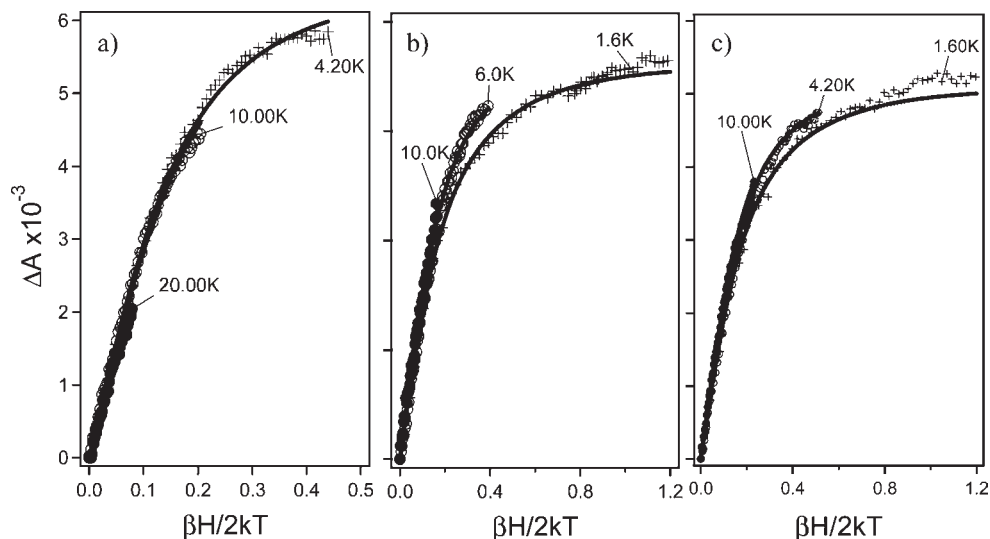 a)
4.20K
10.00K
20.00K
b)
1.6K
6.0K
10.0K
c)
1.60K
4.20K
10.00K
ΔA x10-3
6
5
4
3
2
1
0
0.0 0.1 0.2 0.3 0.4 0.5
0.0 0.4 0.8 1.2
0.0 0.4 0.8 1.2
βH/2kT
βH/2kT
βH/2kT